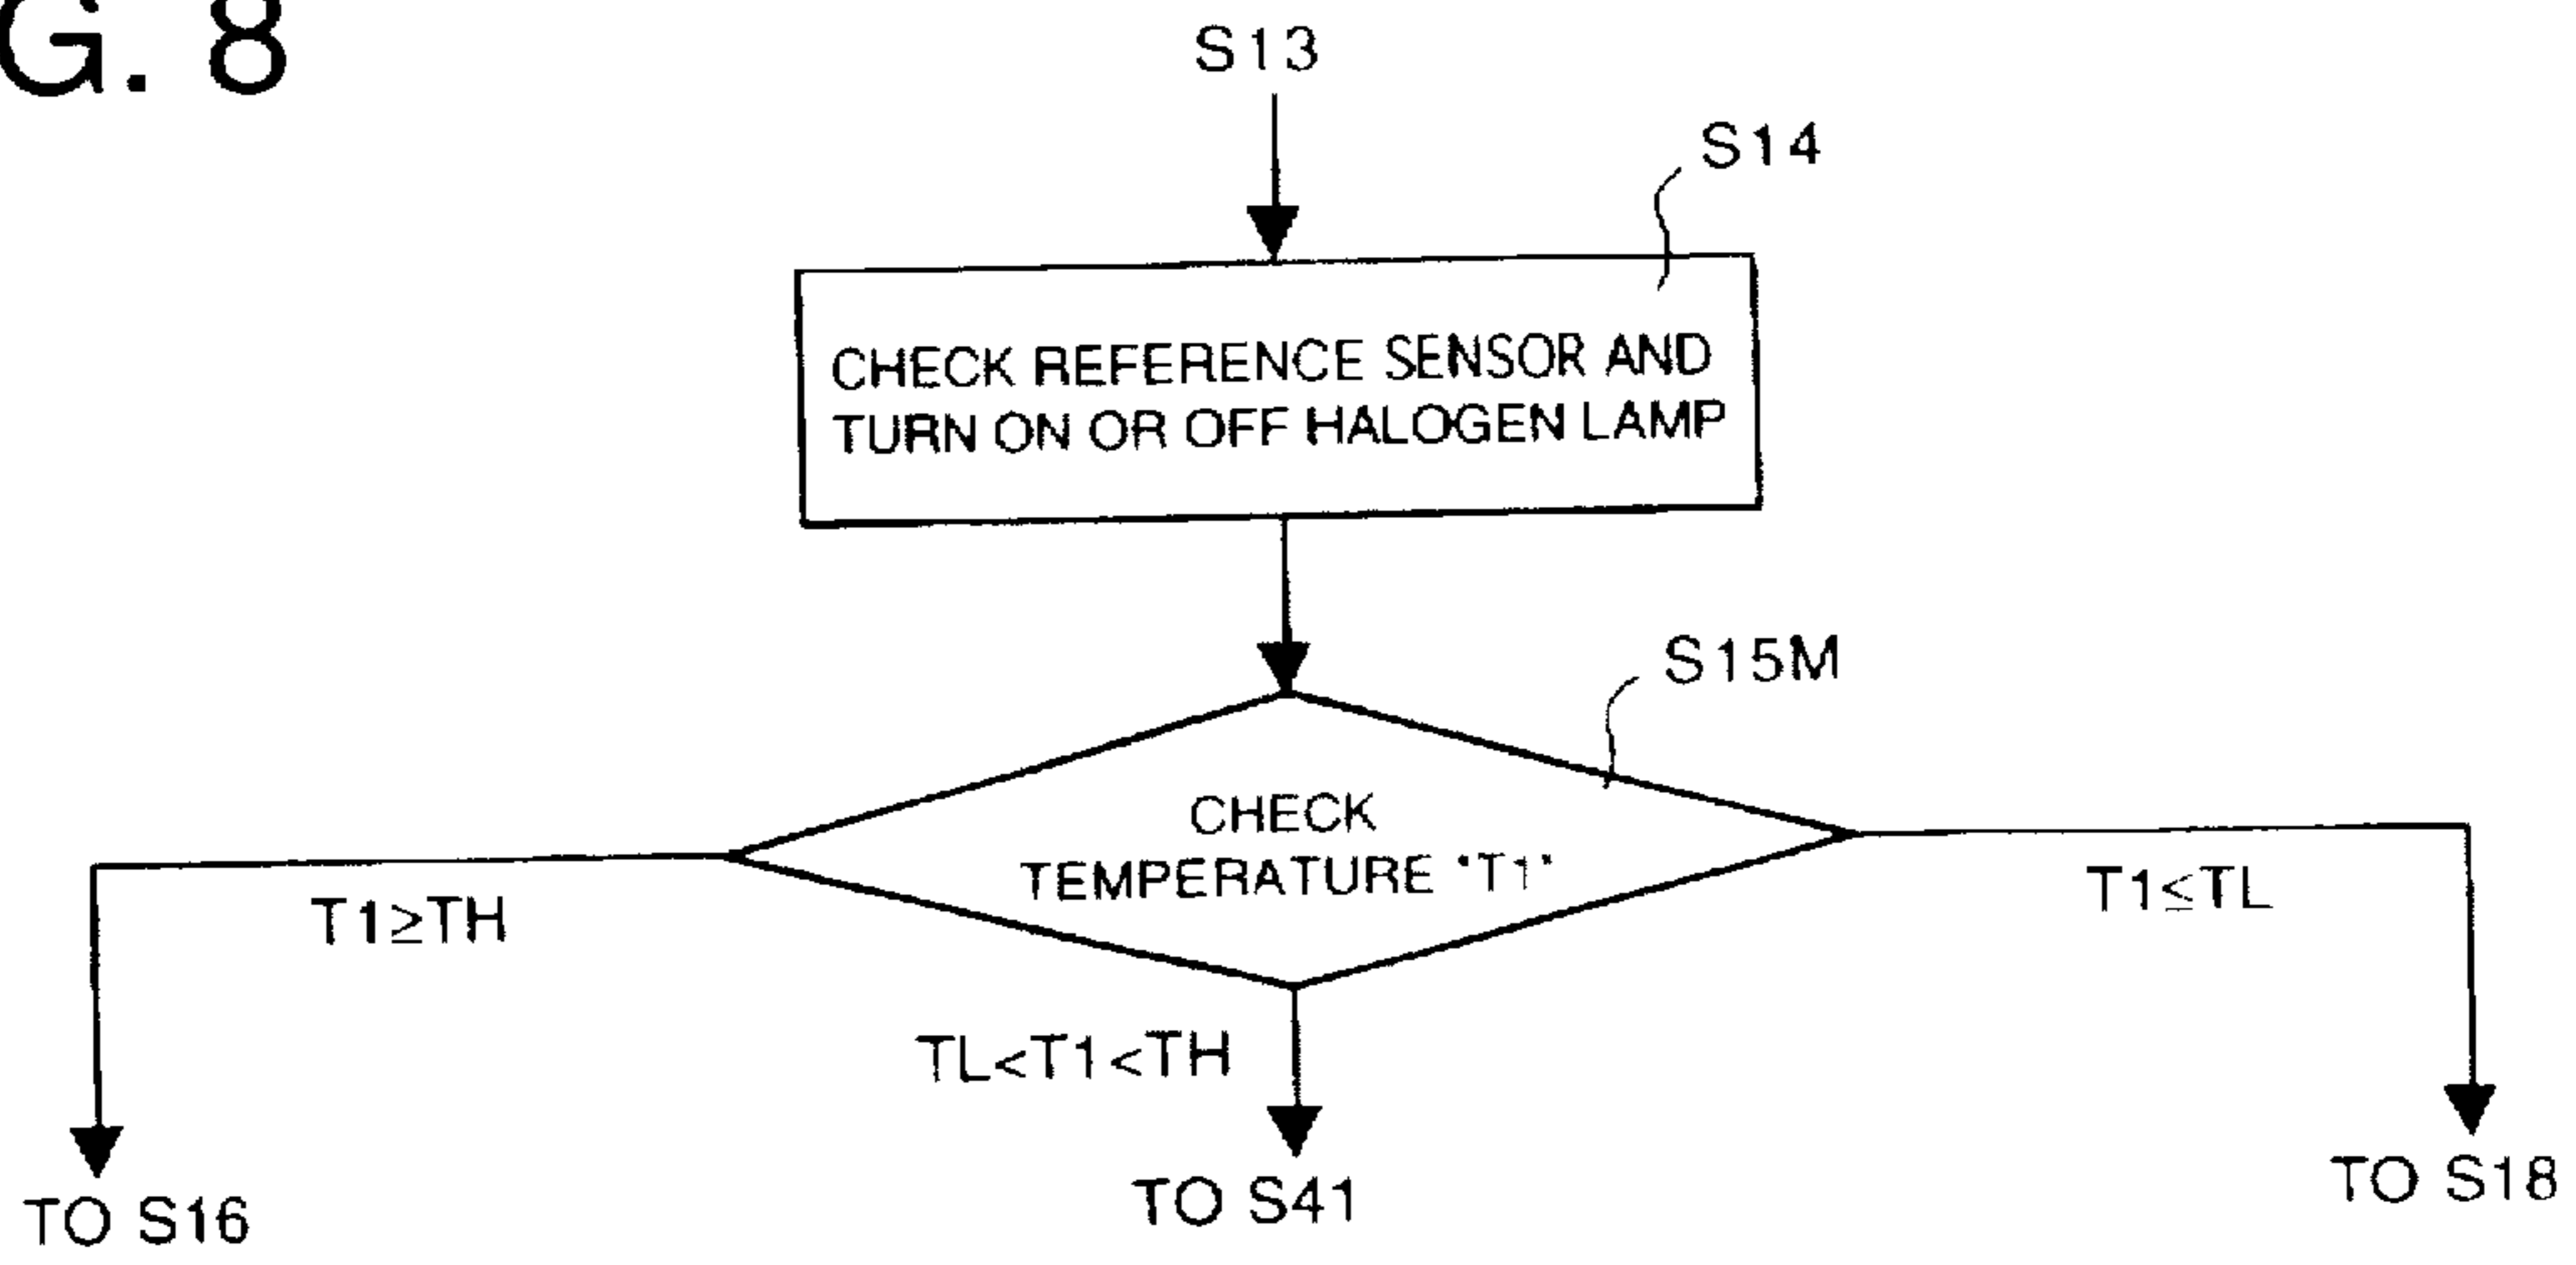 G. 8
S13
S14
CHECK REFERENCE SENSOR AND
TURN ON OR OFF HALOGEN LAMP
S15M
CHECK
TEMPERATURE "T1"
T1≥TH
T1≦TL
TL<T1<TH
TO S16
TO S41
TO S18